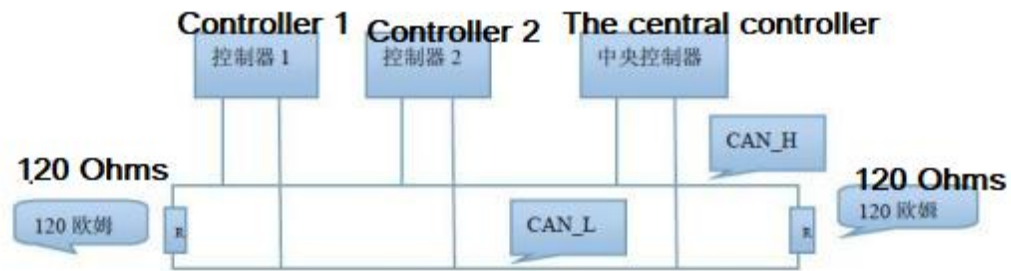 Controller 1
Controller 2
The central controller
控制器 1
控制器 2
中央控制器
CAN_H
120 Ohms
120 Ohms
120 欧姆
R
CAN_L
R
120 欧姆